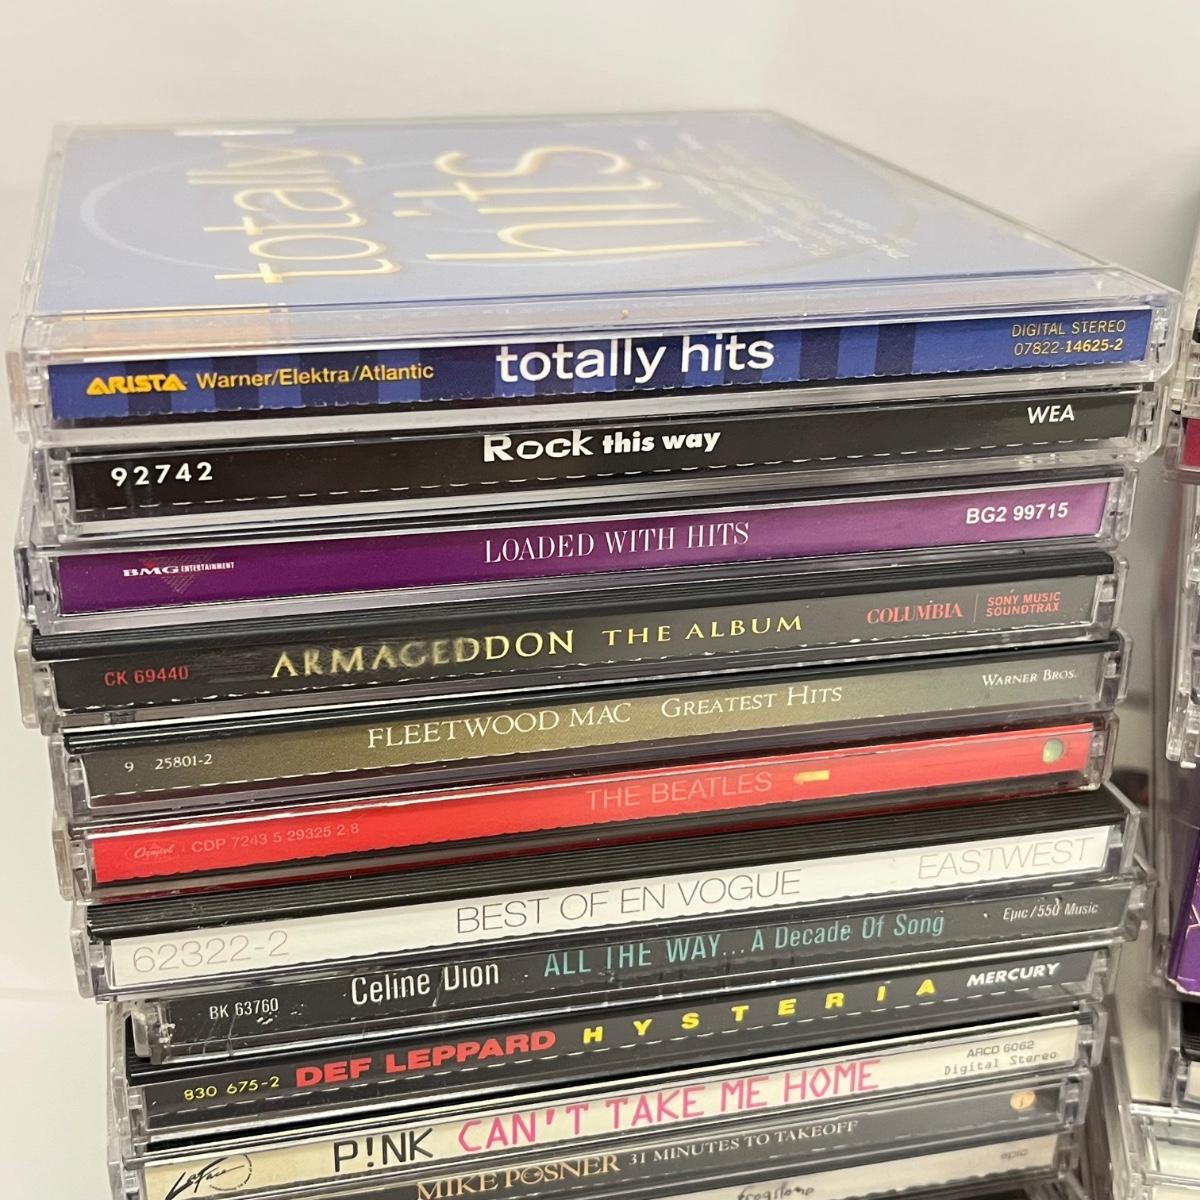 totally
hits
ARISTA Warner/Elektra/Atlantic totally hits DIGITAL STEREO
07822-14625-2
92742 Rock this way WEA
BMG ENTERTAINMENT LOADED WITH HITS BG2 99715
CK 69440 ARMAGEDDON THE ALBUM COLUMBIA SONY MUSIC
SOUNDTRAX
9 25801-2 FLEETWOOD MAC GREATEST HITS WARNER BROS.
Capitol CDP 7243 5 29325 2 8 THE BEATLES 1
62322-2 BEST OF EN VOGUE EASTWEST
BK 63760 Celine Dion ALL THE WAY... A Decade Of Song Epic/550 Music
830 675-2 DEF LEPPARD HYSTERIA MERCURY
LaFace P!NK CAN'T TAKE ME HOME ARCD 6062
Digital Stereo
MIKE POSNER 31 MINUTES TO TAKEOFF
frogstomp epic